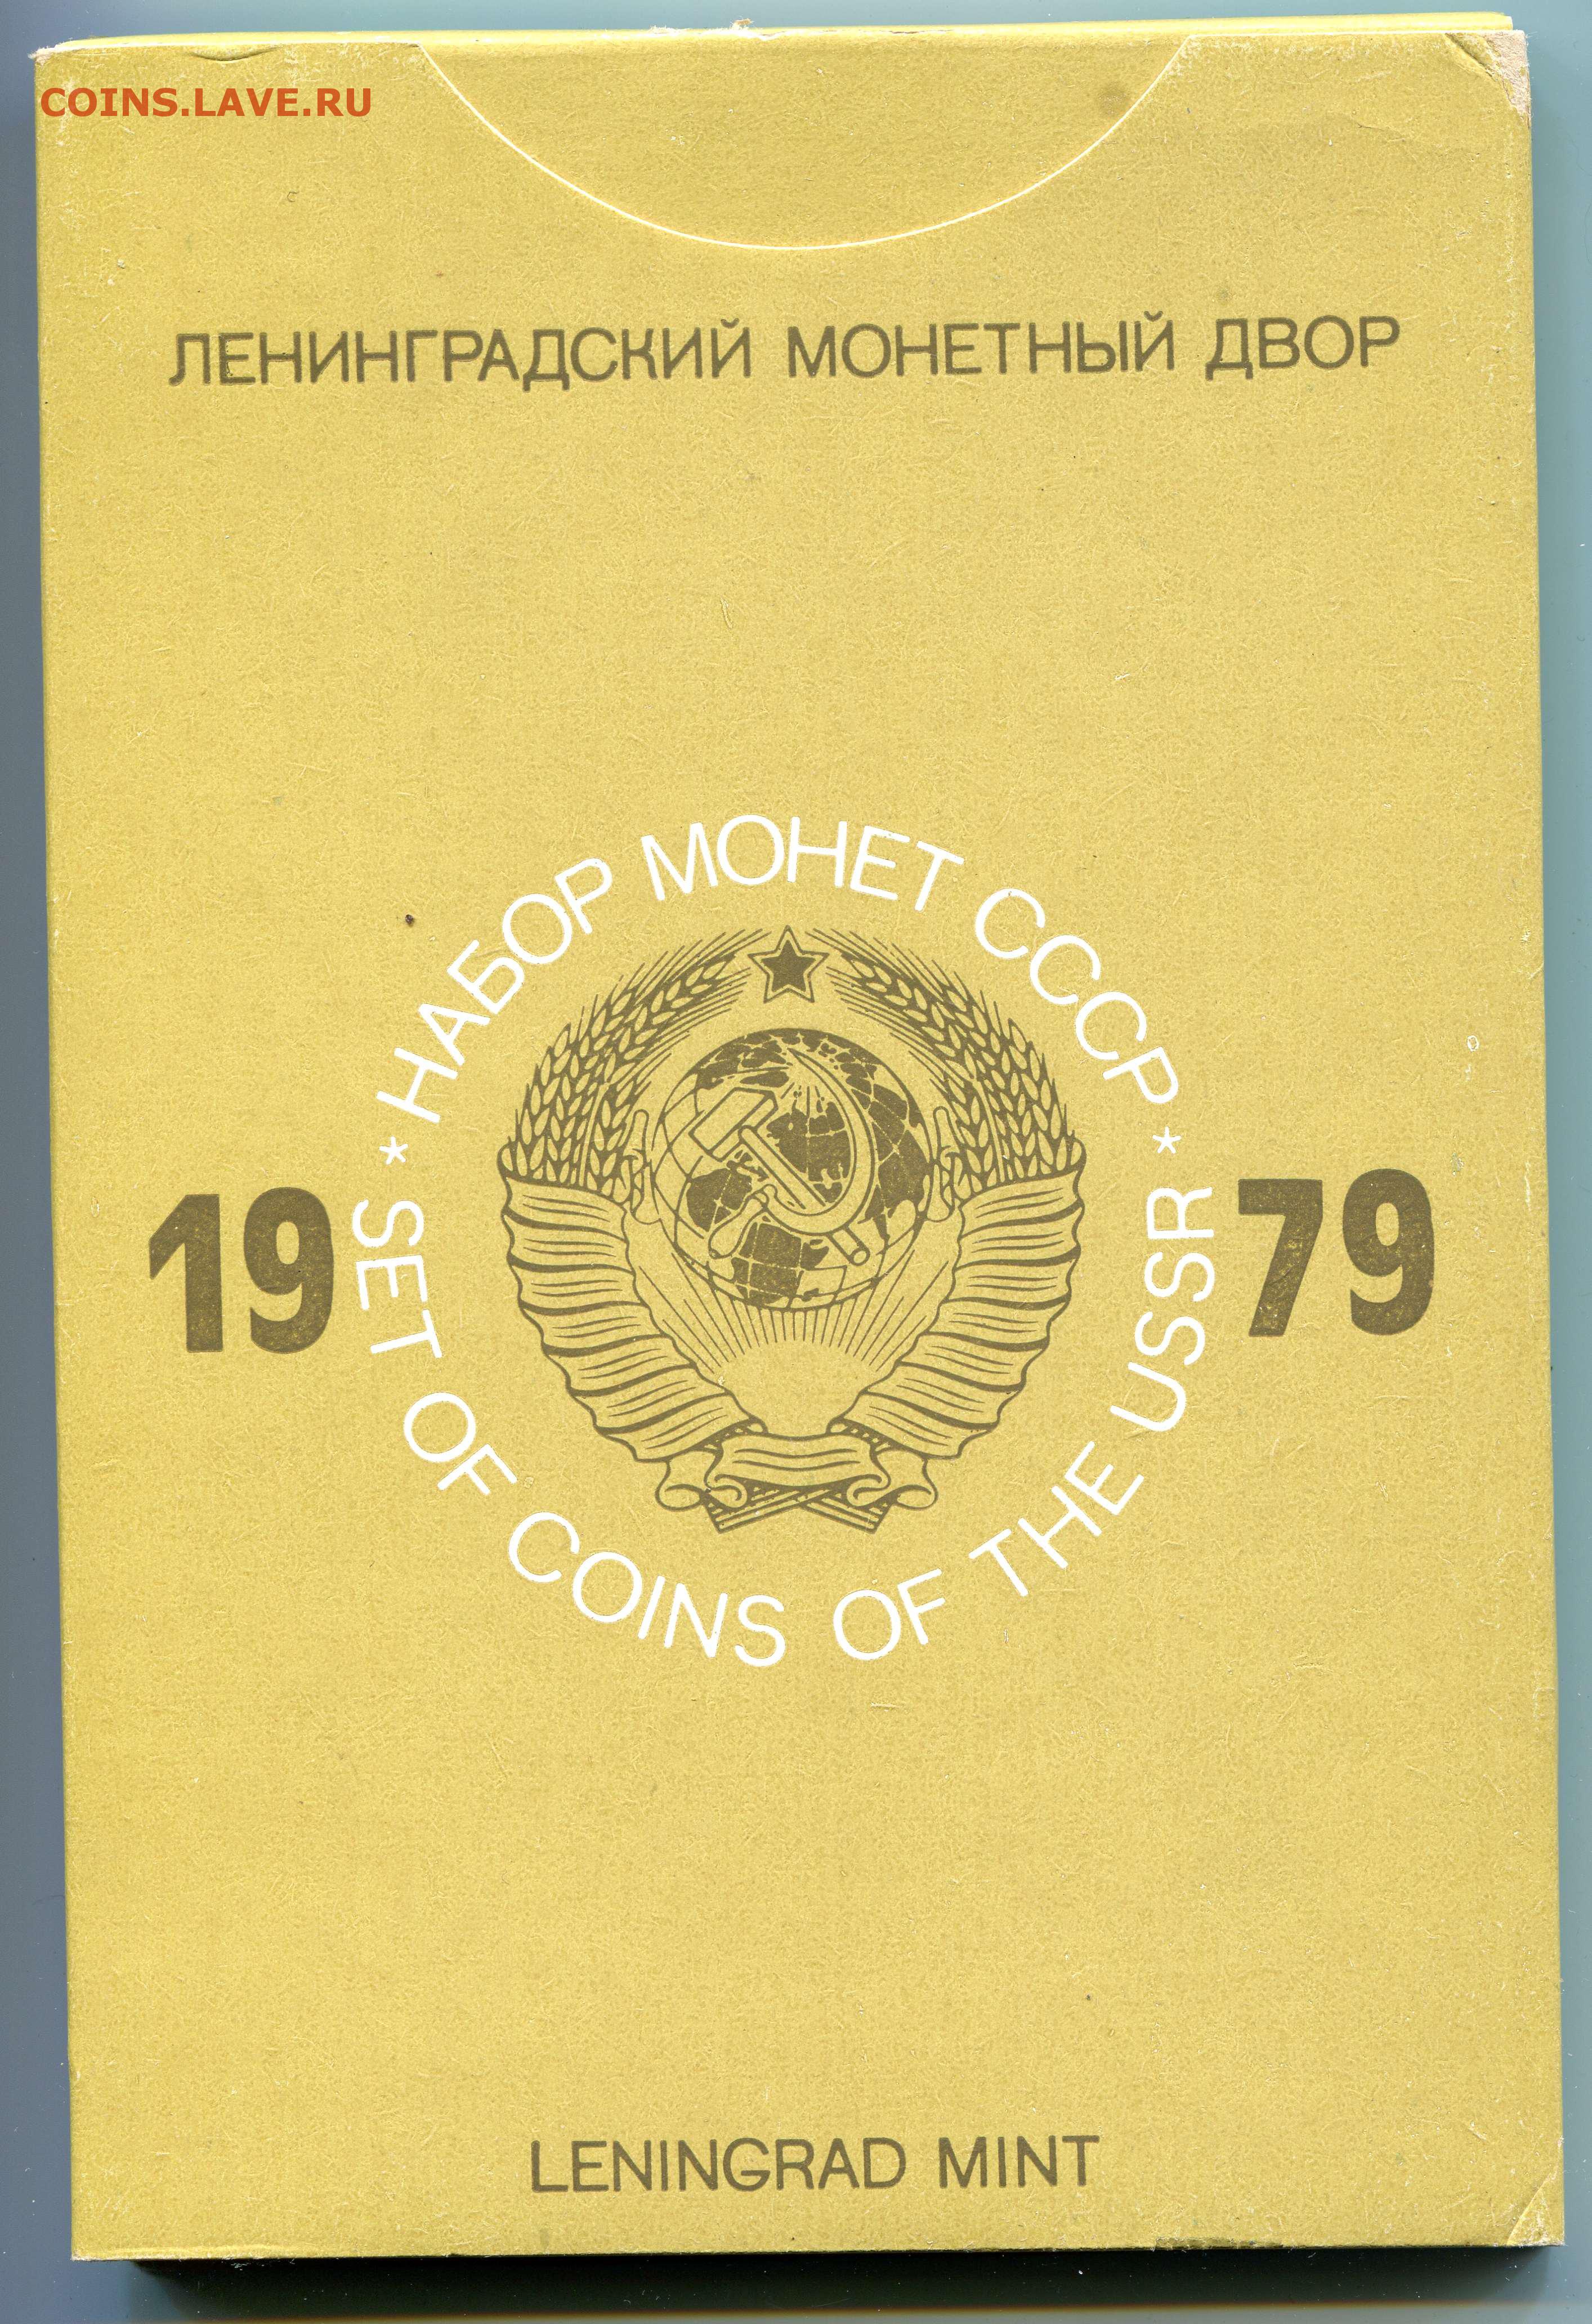 COINS.LAVE.RU
ЛЕНИНГРАДСКИЙ МОНЕТНЫЙ ДВОР
* НАБОР МОНЕТ СССР *
19 79
SET OF COINS OF THE USSR
LENINGRAD MINT